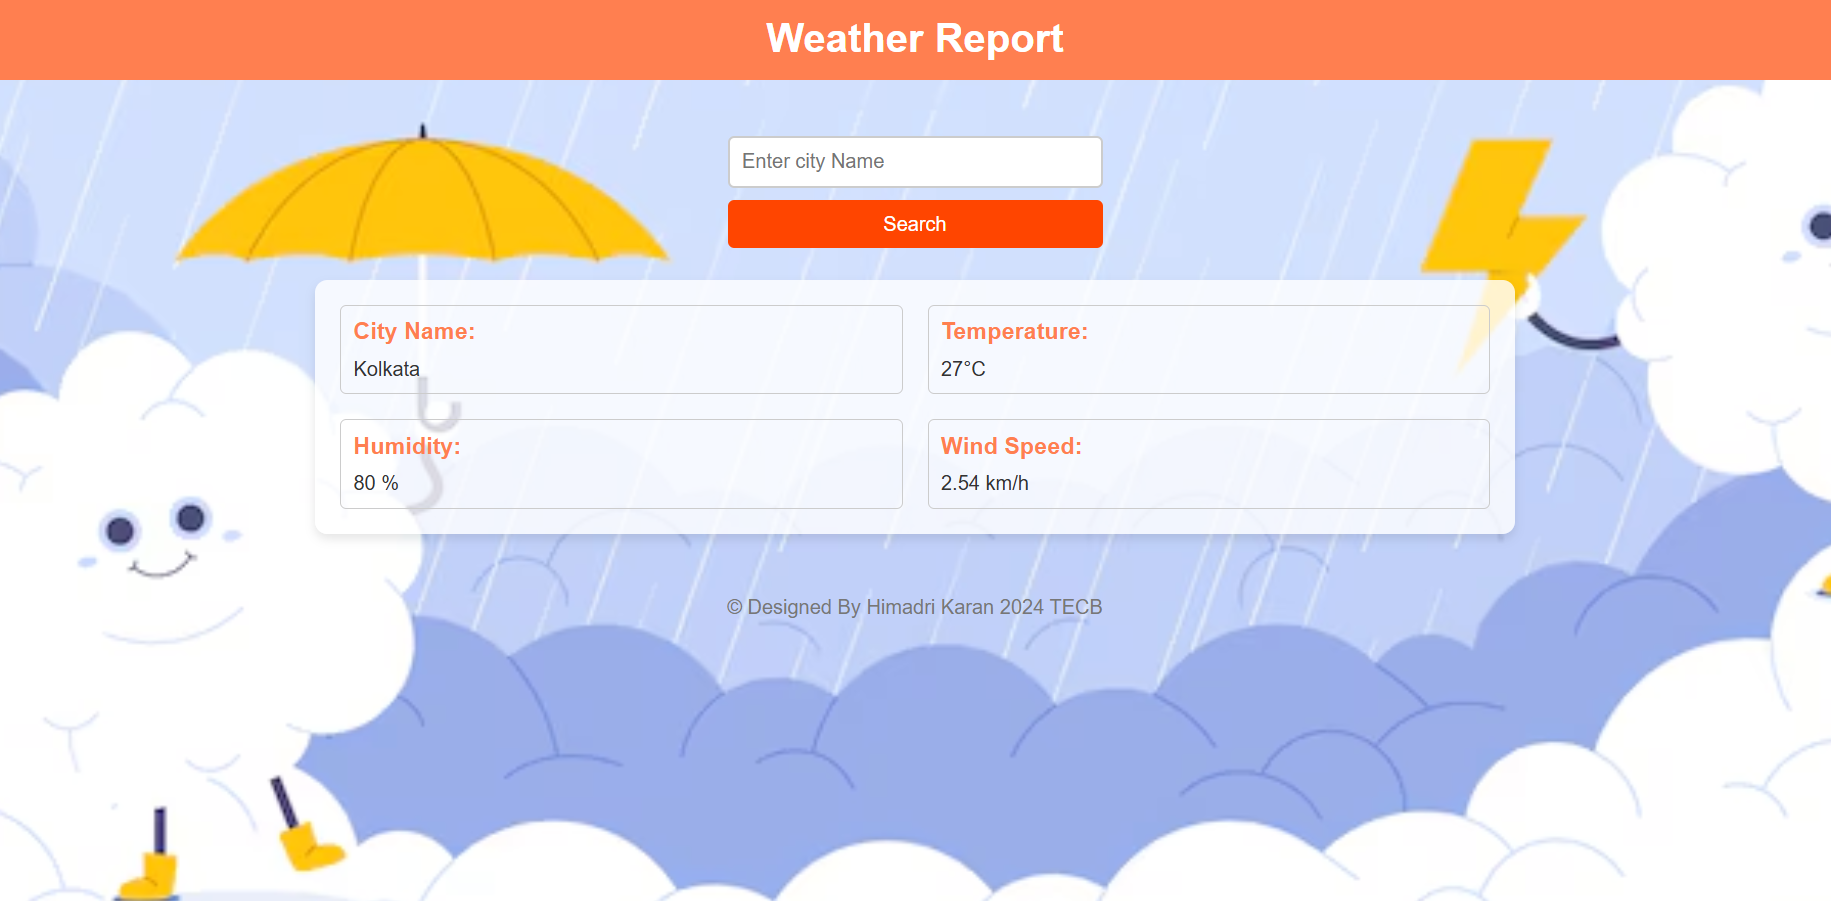 Weather Report
Enter city Name
Search
City Name:
Kolkata
Temperature:
27°C
Humidity:
80 %
Wind Speed:
2.54 km/h
© Designed By Himadri Karan 2024 TECB